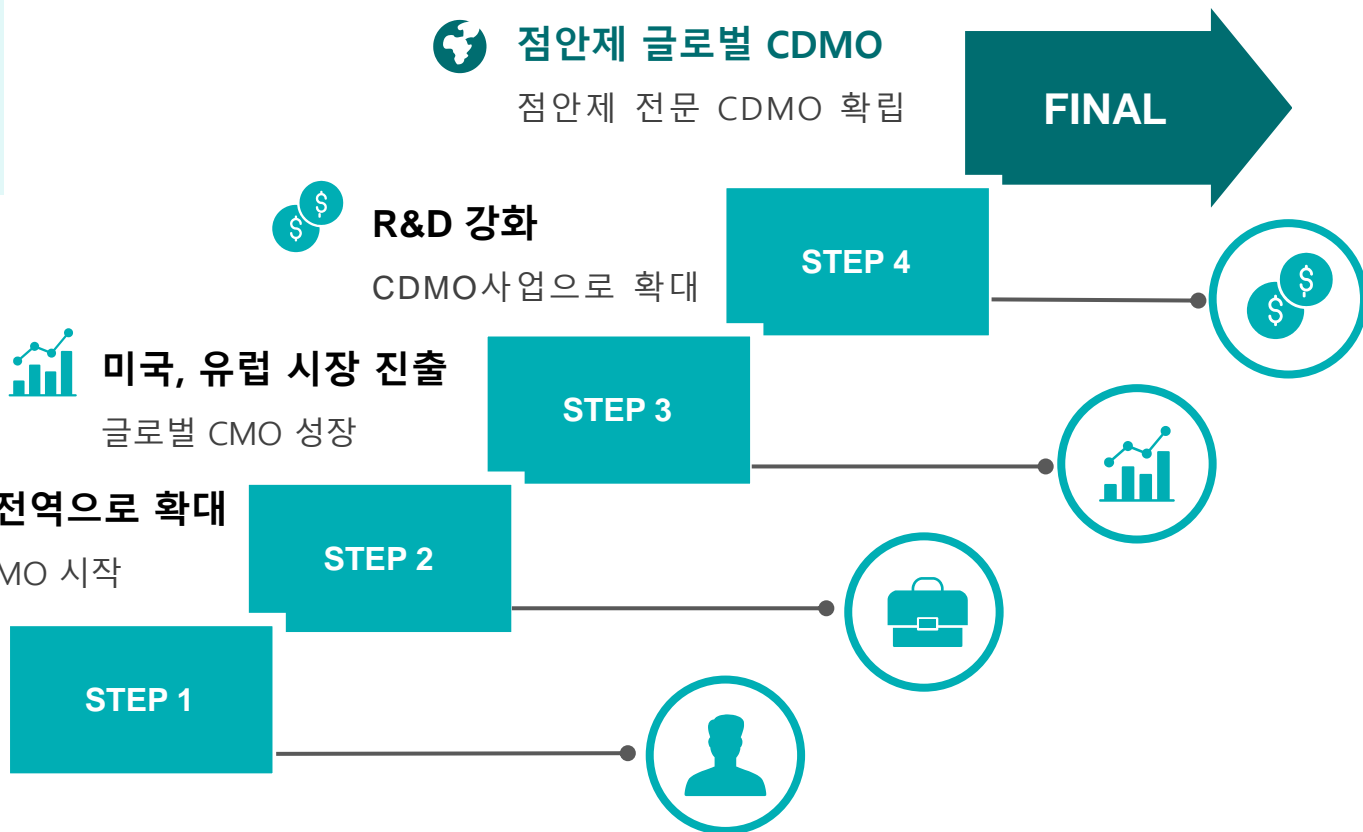 점안제 글로벌 CDMO
점안제 전문 CDMO 확립
FINAL
R&D 강화
CDMO사업으로 확대
STEP 4
미국, 유럽 시장 진출
글로벌 CMO 성장
STEP 3
전역으로 확대
MO 시작
STEP 2
STEP 1